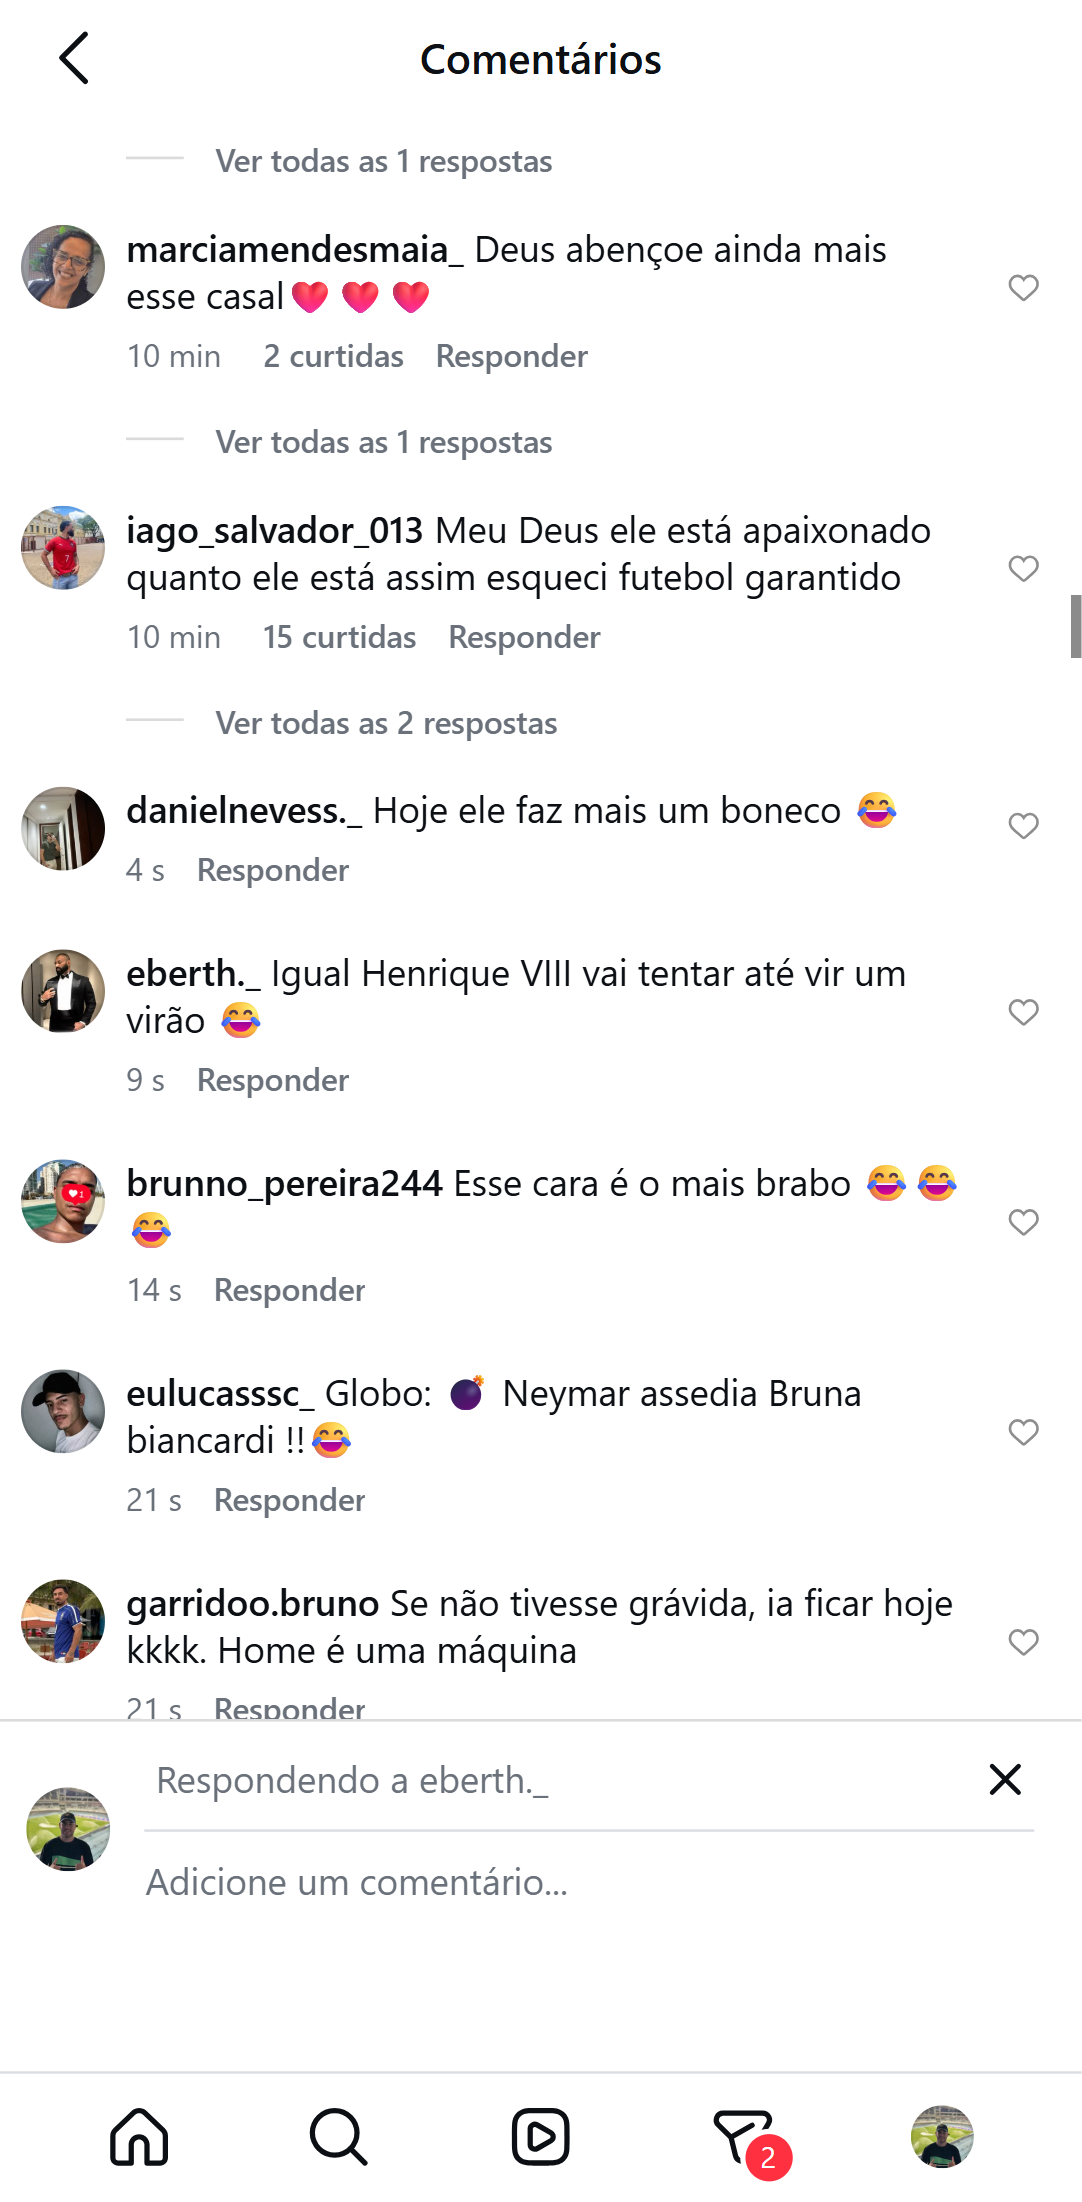 Comentários
Ver todas as 1 respostas
marciamendesmaia_ Deus abençoe ainda mais
esse casal❤️ ❤️ ❤️
10 min 2 curtidas Responder
Ver todas as 1 respostas
iago_salvador_013 Meu Deus ele está apaixonado
quanto ele está assim esqueci futebol garantido
10 min 15 curtidas Responder
Ver todas as 2 respostas
danielnevess._ Hoje ele faz mais um boneco 😂
4 s Responder
eberth._ Igual Henrique VIII vai tentar até vir um
virão 😂
9 s Responder
brunno_pereira244 Esse cara é o mais brabo 😂 😂
😂
14 s Responder
eulucasssc_ Globo: 💣 Neymar assedia Bruna
biancardi !!😂
21 s Responder
garridoo.bruno Se não tivesse grávida, ia ficar hoje
kkkk. Home é uma máquina
21 s Responder
Respondendo a eberth._
Adicione um comentário...
2